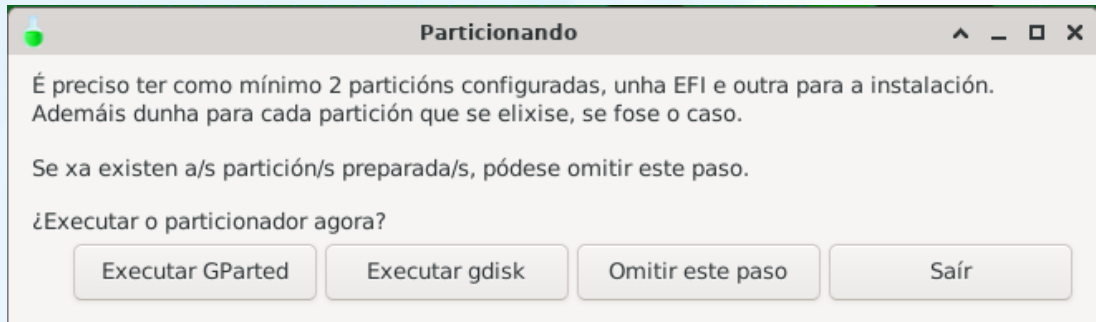 Particionando
É preciso ter como mínimo 2 particións configuradas, unha EFI e outra para a instalación.
Ademáis dunha para cada partición que se elixise, se fose o caso.
Se xa existen a/s partición/s preparada/s, pódese omitir este paso.
¿Executar o particionador agora?
Executar GParted Executar gdisk Omitir este paso Saír